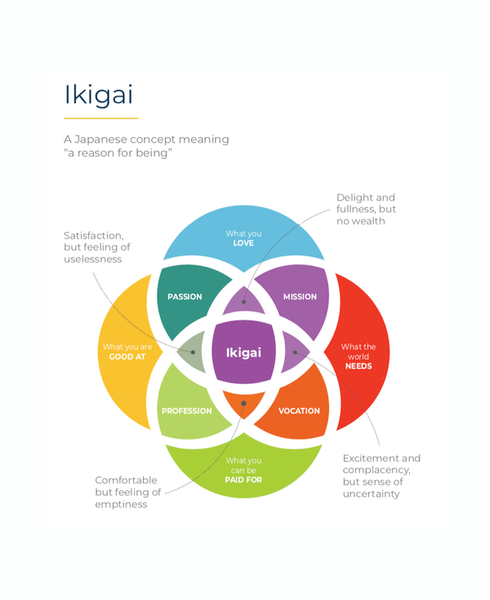 Ikigai
A Japanese concept meaning
“a reason for being”
Delight and
fullness, but
no wealth
Satisfaction,
but feeling of
uselessness
What you
LOVE
PASSION
MISSION
What you are
GOOD AT
Ikigai
What the
world
NEEDS
PROFESSION
VOCATION
What you
can be
PAID FOR
Excitement and
complacency,
but sense of
uncertainty
Comfortable
but feeling of
emptiness